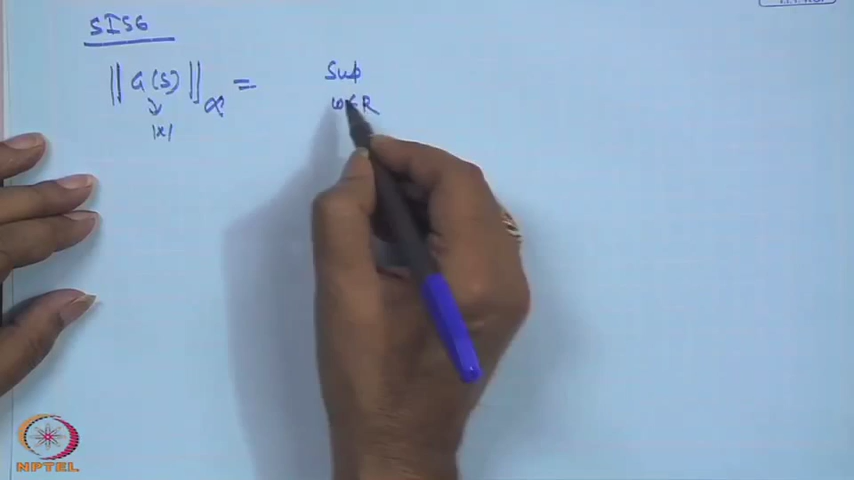 SISO
|| G(s) ||∞ = Sup
ω∈R
1×1
NPTEL